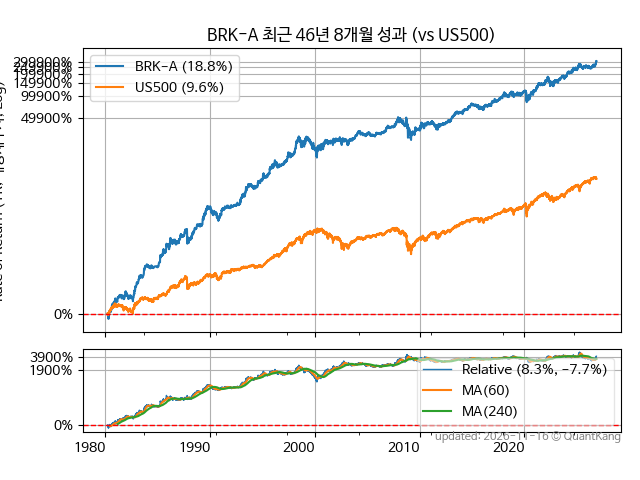 BRK-A 최근 46년 8개월 성과 (vs US500)
299900%
199900%
149900%
99900%
49900%
0%
BRK-A (18.8%)
US500 (9.6%)
3900%
1900%
0%
Relative (8.3%, -7.7%)
MA(60)
MA(240)
1980 1990 2000 2010 2020
updated: 2026-11-16 © QuantKang